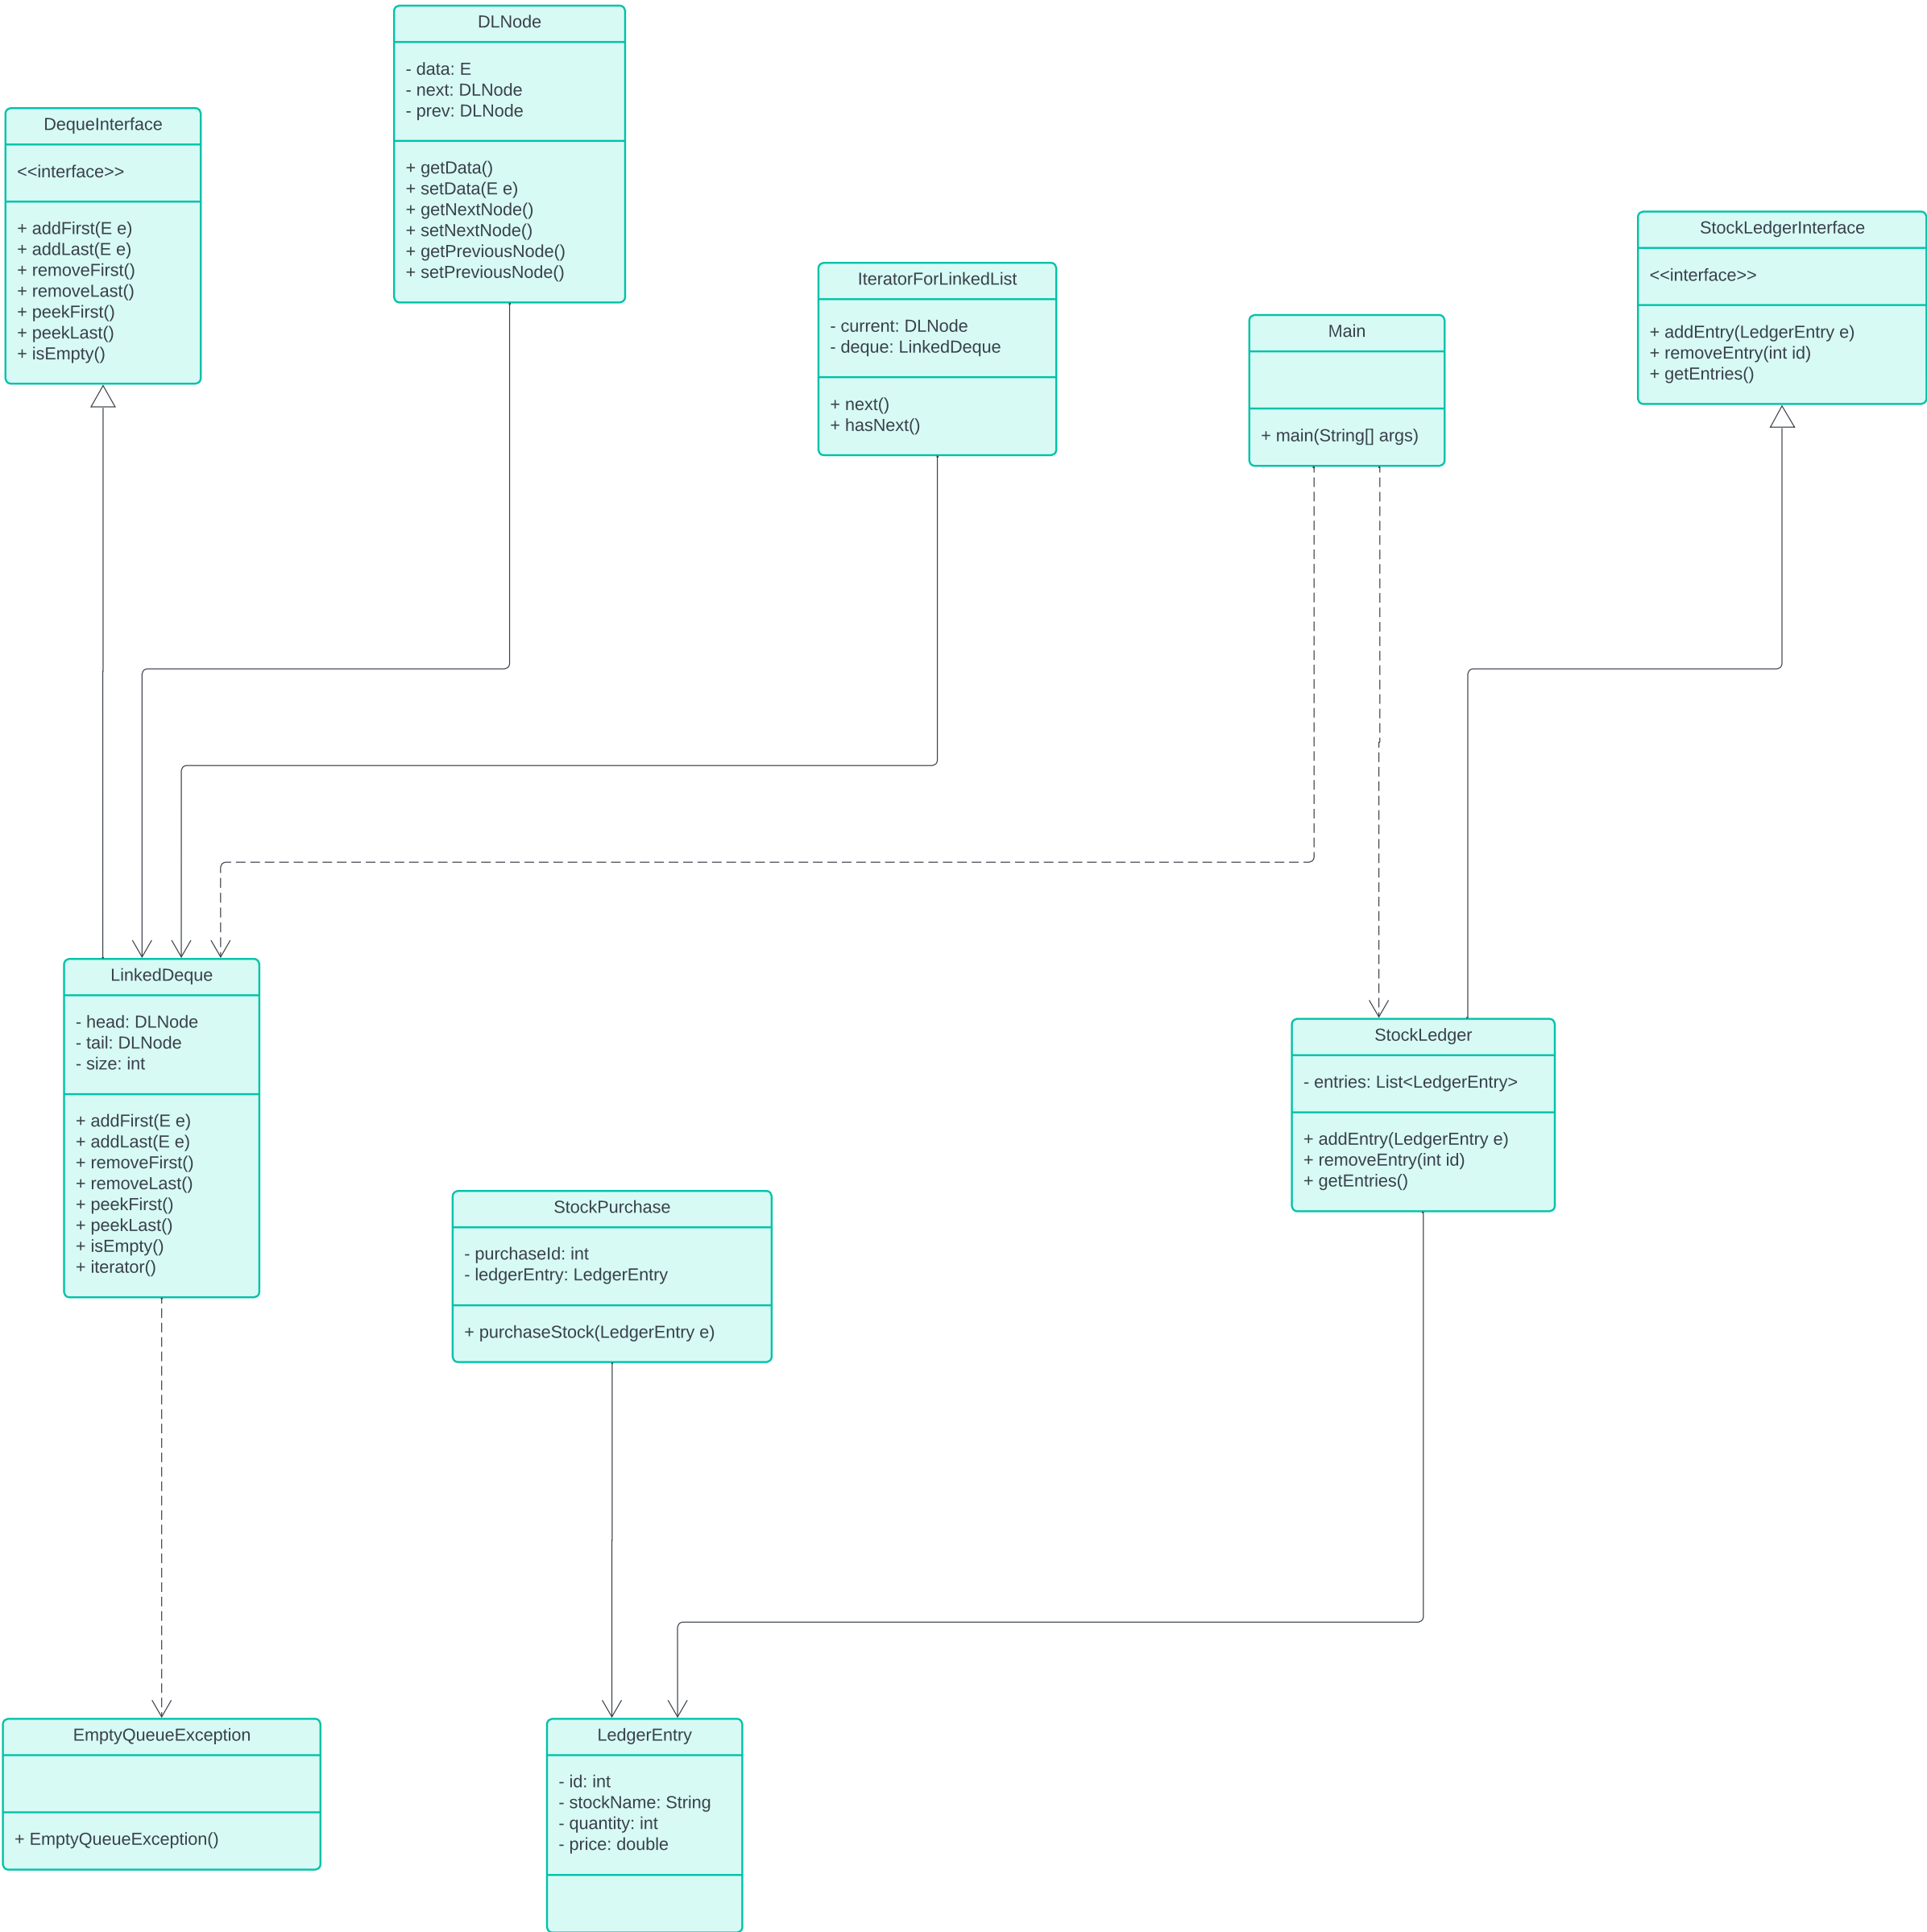 DLNode
- data: E
- next: DLNode
- prev: DLNode
+ getData()
+ setData(E e)
+ getNextNode()
+ setNextNode()
+ getPreviousNode()
+ setPreviousNode()
DequeInterface
<<interface>>
+ addFirst(E e)
+ addLast(E e)
+ removeFirst()
+ removeLast()
+ peekFirst()
+ peekLast()
+ isEmpty()
IteratorForLinkedList
- current: DLNode
- deque: LinkedDeque
+ next()
+ hasNext()
Main
+ main(String[] args)
StockLedgerInterface
<<interface>>
+ addEntry(LedgerEntry e)
+ removeEntry(int id)
+ getEntries()
LinkedDeque
- head: DLNode
- tail: DLNode
- size: int
+ addFirst(E e)
+ addLast(E e)
+ removeFirst()
+ removeLast()
+ peekFirst()
+ peekLast()
+ isEmpty()
+ iterator()
StockLedger
- entries: List<LedgerEntry>
+ addEntry(LedgerEntry e)
+ removeEntry(int id)
+ getEntries()
StockPurchase
- purchaseId: int
- ledgerEntry: LedgerEntry
+ purchaseStock(LedgerEntry e)
EmptyQueueException
+ EmptyQueueException()
LedgerEntry
- id: int
- stockName: String
- quantity: int
- price: double